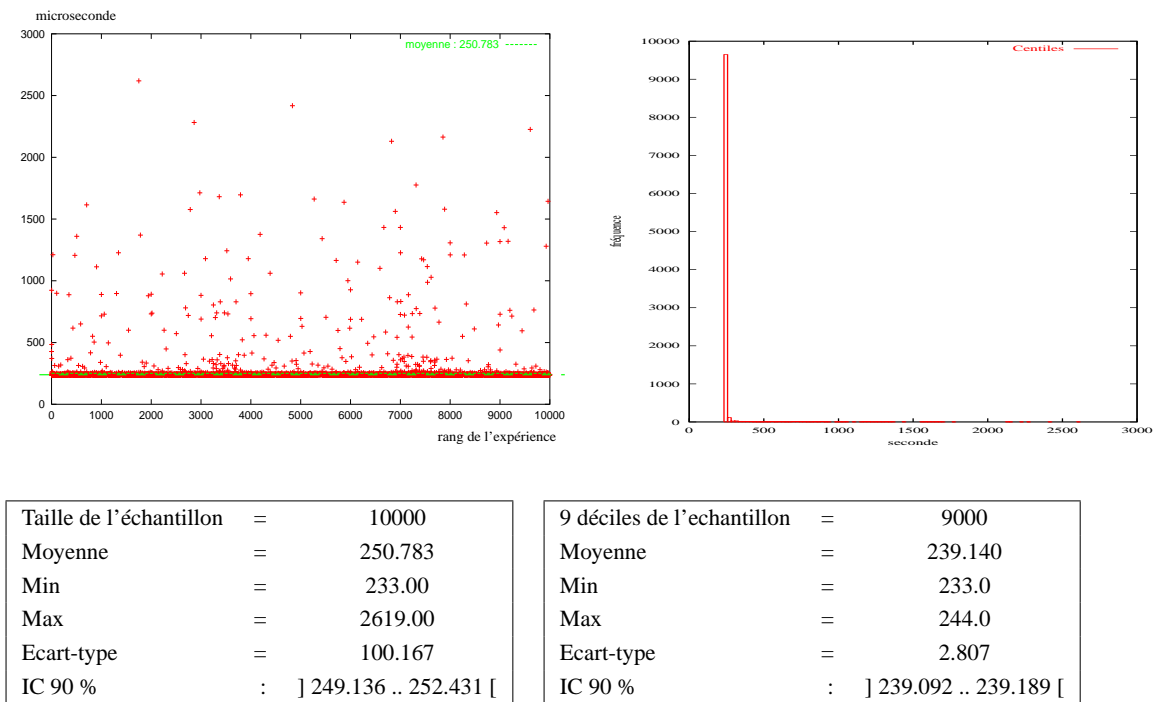 microseconde
3000
2500
2000
1500
1000
500
0
moyenne : 250.783
0 1000 2000 3000 4000 5000 6000 7000 8000 9000 10000
rang de l'expérience
10000
9000
8000
7000
6000
5000
4000
3000
2000
1000
0
fréquence
Centiles
0 500 1000 1500 2000 2500 3000
seconde
Taille de l'échantillon = 10000
Moyenne = 250.783
Min = 233.00
Max = 2619.00
Ecart-type = 100.167
IC 90 % : ] 249.136 .. 252.431 [
9 déciles de l'echantillon = 9000
Moyenne = 239.140
Min = 233.0
Max = 244.0
Ecart-type = 2.807
IC 90 % : ] 239.092 .. 239.189 [